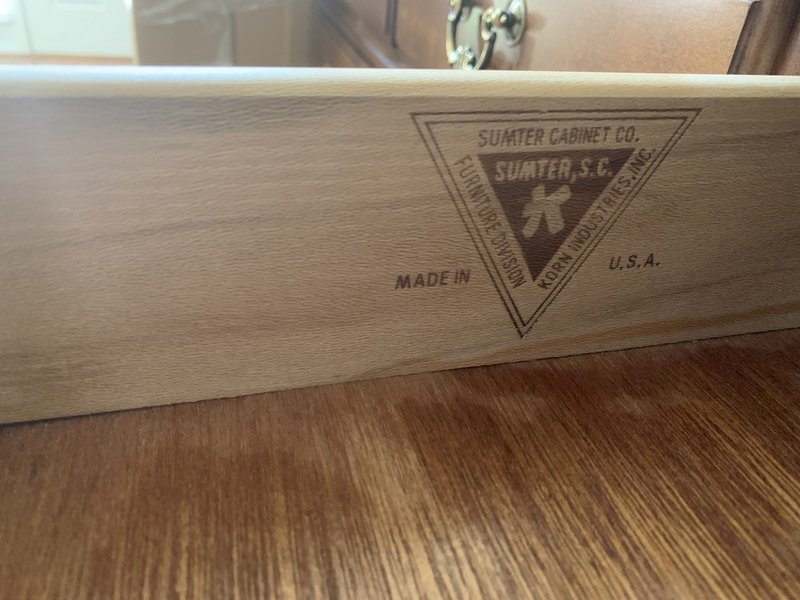 SUMTER CABINET CO.
SUMTER, S.C.
FURNITURE DIVISION
KORN INDUSTRIES, INC.
MADE IN
U.S.A.